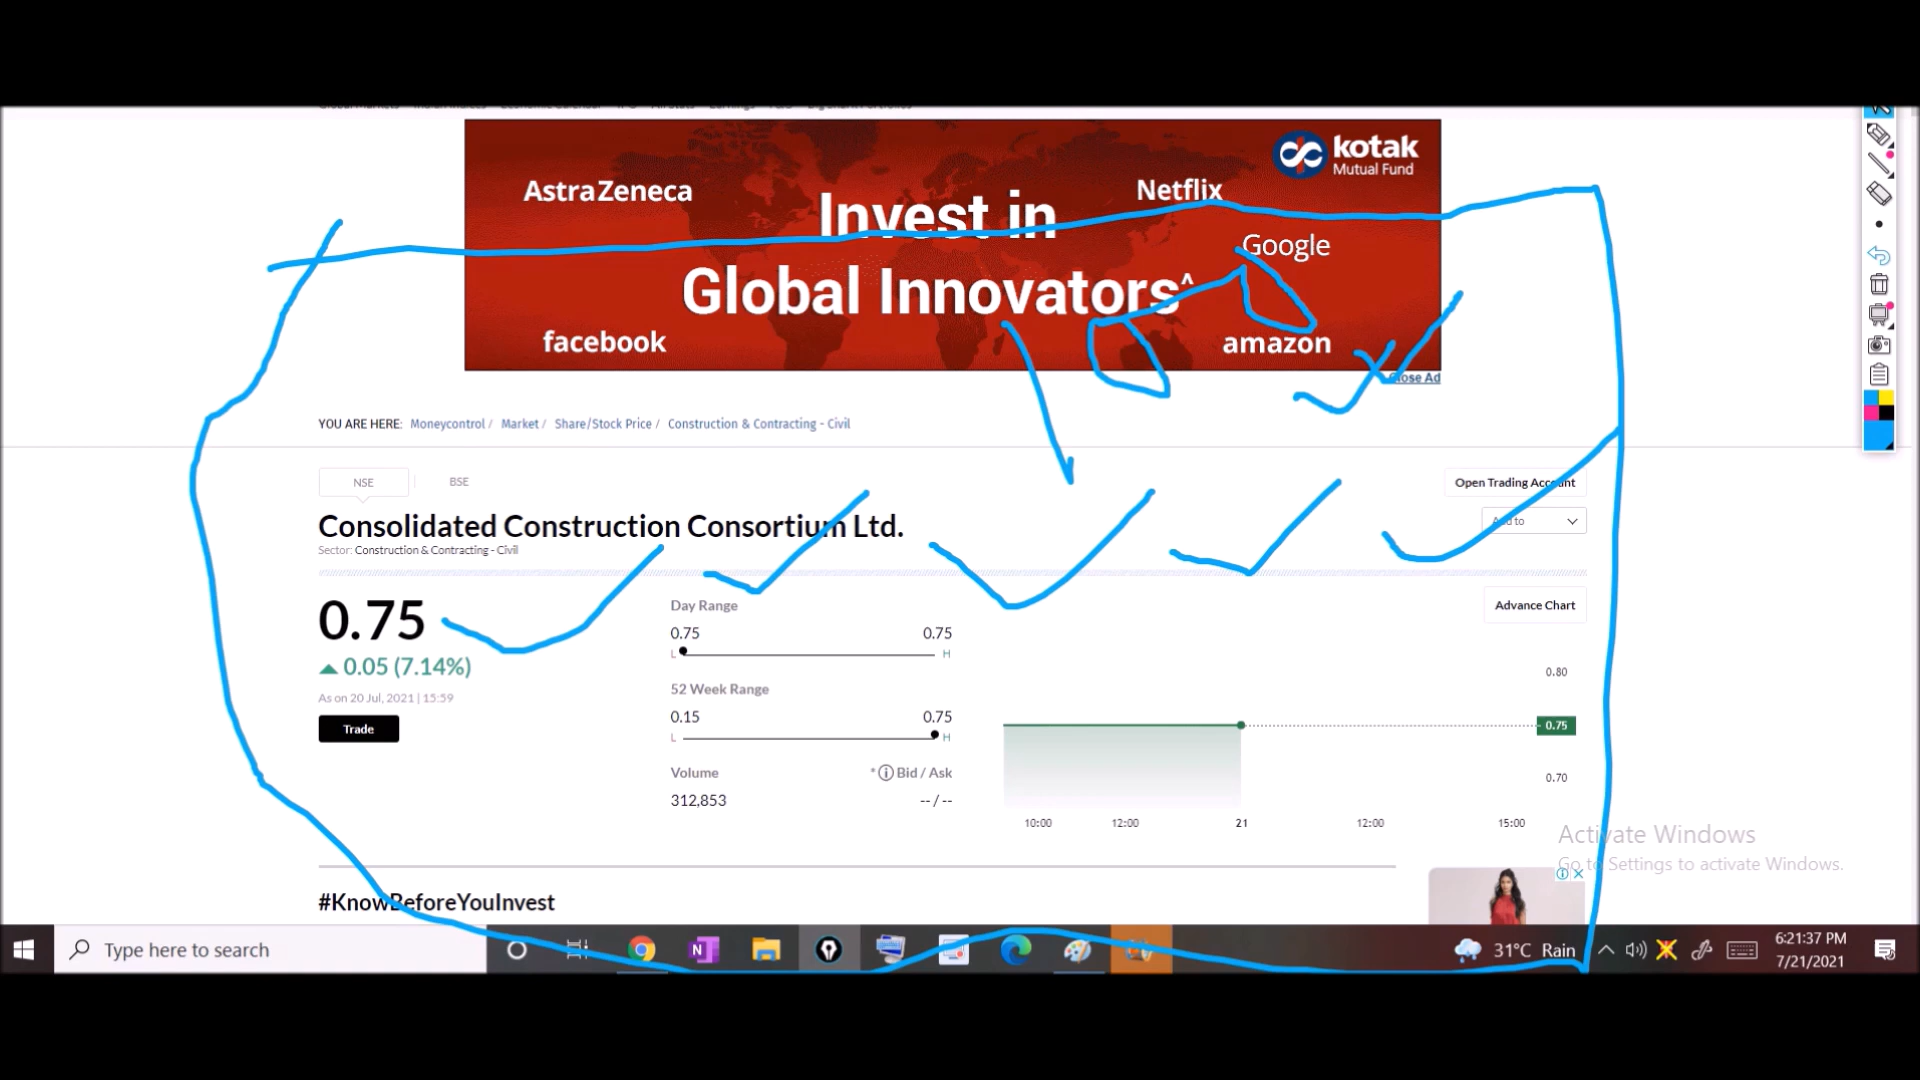 kotak
Mutual Fund
AstraZeneca
Netflix
Invest in
Google
Global Innovators^
facebook
amazon
Close Ad
YOU ARE HERE: Moneycontrol / Market / Share/Stock Price / Construction & Contracting - Civil
NSE
BSE
Open Trading Account
Consolidated Construction Consortium Ltd.
Add to
Sector: Construction & Contracting - Civil
0.75
Day Range
Advance Chart
0.75 0.75
L H
▲ 0.05 (7.14%)
As on 20 Jul, 2021 | 15:59
52 Week Range
0.80
0.15 0.75
L H
0.75
Trade
Volume
* Bid / Ask
0.70
312,853
-- / --
10:00 12:00 21 12:00 15:00
Activate Windows
Go to Settings to activate Windows.
#KnowBeforeYouInvest
Type here to search
31°C Rain
6:21:37 PM
7/21/2021